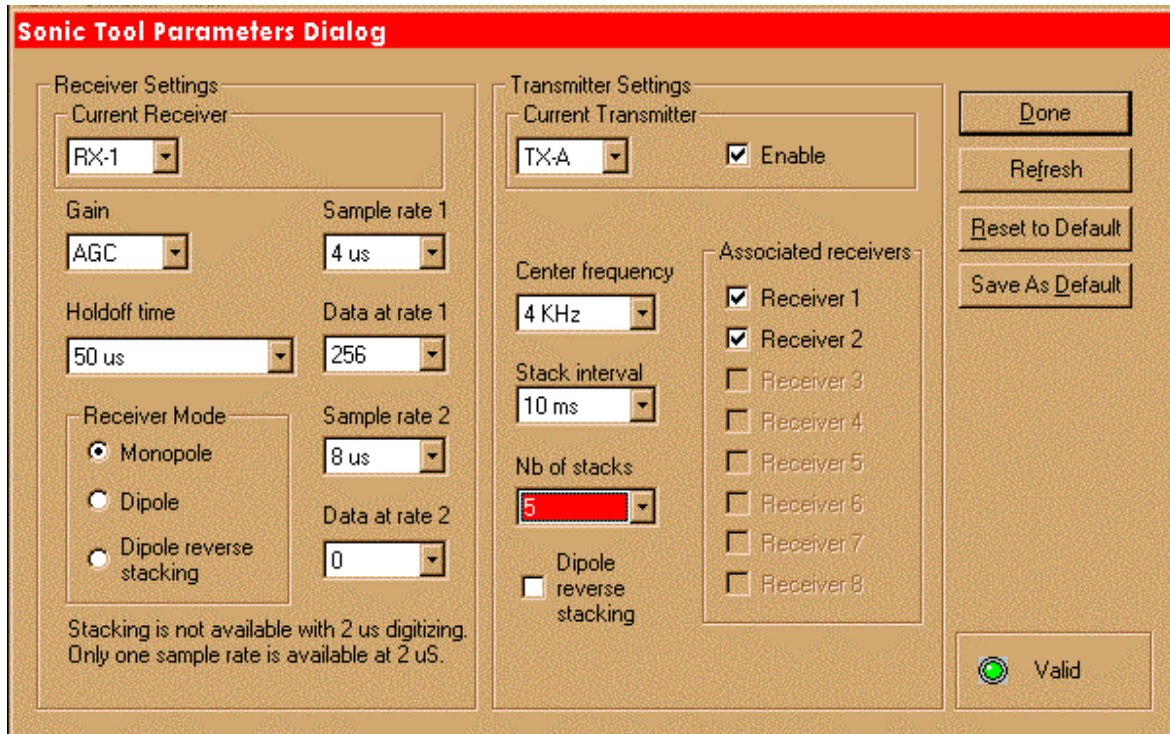 Sonic Tool Parameters Dialog
Receiver Settings
Current Receiver
RX-1
Gain
AGC
Sample rate 1
4 us
Holdoff time
50 us
Data at rate 1
256
Receiver Mode
Monopole
Dipole
Dipole reverse
stacking
Sample rate 2
8 us
Data at rate 2
0
Stacking is not available with 2 us digitizing.
Only one sample rate is available at 2 uS.
Transmitter Settings
Current Transmitter
TX-A
Enable
Center frequency
4 KHz
Stack interval
10 ms
Nb of stacks
5
Dipole
reverse
stacking
Associated receivers
Receiver 1
Receiver 2
Receiver 3
Receiver 4
Receiver 5
Receiver 6
Receiver 7
Receiver 8
Done
Refresh
Reset to Default
Save As Default
Valid